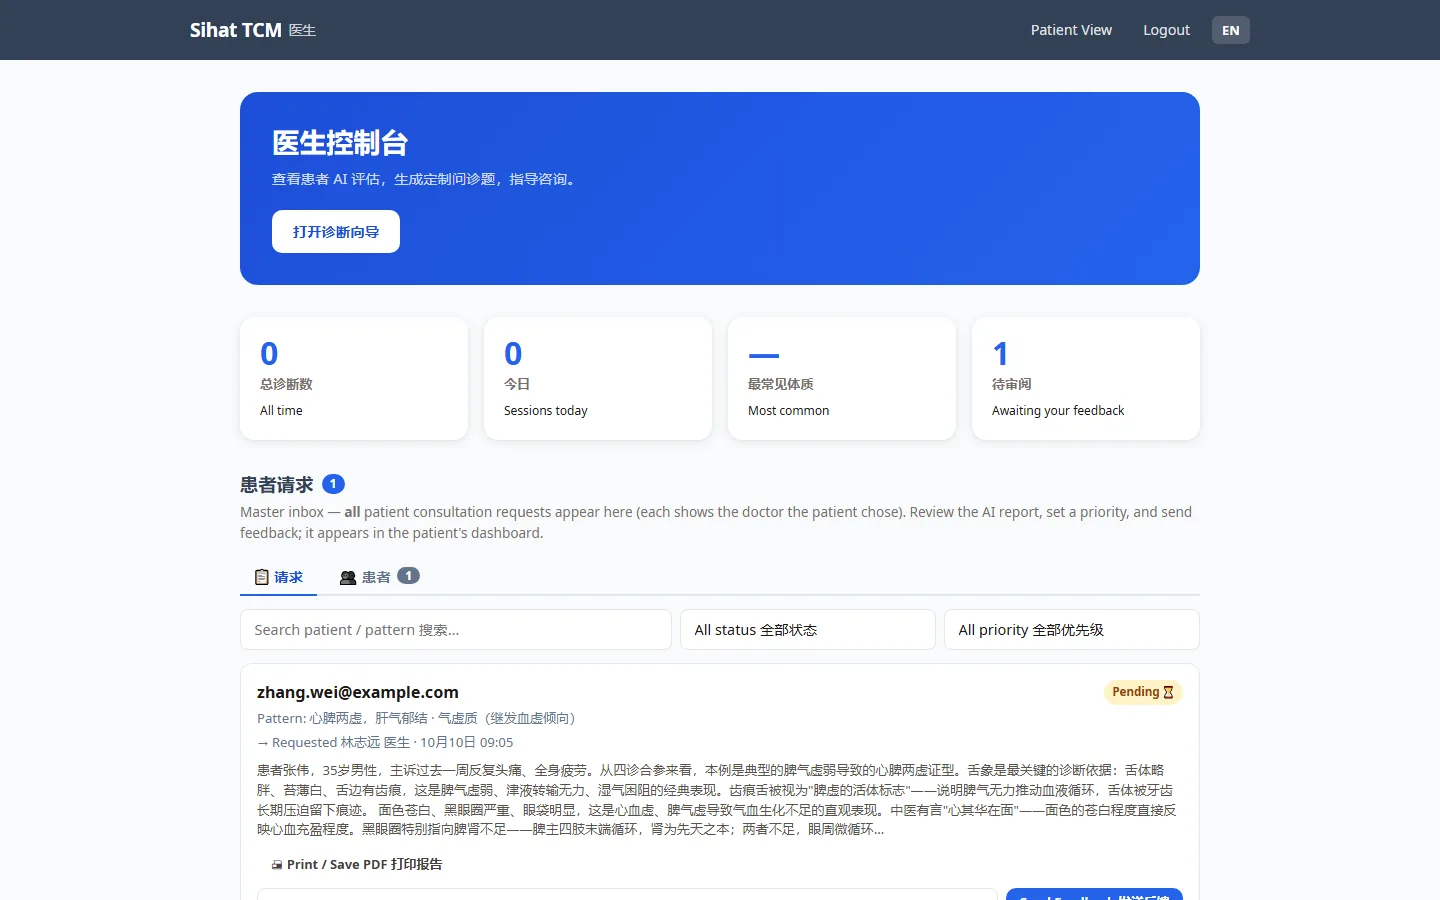 Sihat TCM 医生
Patient View
Logout
EN
医生控制台
查看患者 AI 评估，生成定制问诊题，指导咨询。
打开诊断向导
0
总诊断数
All time
0
今日
Sessions today
—
最常见体质
Most common
1
待审阅
Awaiting your feedback
患者请求 1
Master inbox — all patient consultation requests appear here (each shows the doctor the patient chose). Review the AI report, set a priority, and send
feedback; it appears in the patient's dashboard.
📋 请求
👥 患者 1
Search patient / pattern 搜索...
All status 全部状态
All priority 全部优先级
zhang.wei@example.com
Pending ⏳
Pattern: 心脾两虚，肝气郁结 · 气虚质（继发血虚倾向）
→ Requested 林志远 医生 · 10月10日 09:05
患者张伟，35岁男性，主诉过去一周反复头痛、全身疲劳。从四诊合参来看，本例是典型的脾气虚弱导致的心脾两虚证型。舌象是最关键的诊断依据：舌体略
胖、苔薄白、舌边有齿痕，这是脾气虚弱、津液转输无力、湿气困阻的经典表现。齿痕舌被视为"脾虚的活体标志"——说明脾气无力推动血液循环，舌体被牙齿
长期压迫留下痕迹。 面色苍白、黑眼圈严重、眼袋明显，这是心血虚、脾气虚导致气血生化不足的直观表现。中医有言"心其华在面"——面色的苍白程度直接反
映心血充盈程度。黑眼圈特别指向脾肾不足——脾主四肢末端循环，肾为先天之本；两者不足，眼周微循环...
Print / Save PDF 打印报告
Send Feedback 发送反馈